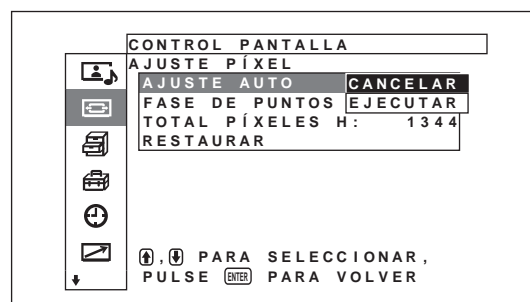 CONTROL PANTALLA
AJUSTE PÍXEL
AJUSTE AUTO CANCELAR
FASE DE PUNTOS EJECUTAR
TOTAL PÍXELES H: 1344
RESTAURAR
, PARA SELECCIONAR,
PULSE ENTER PARA VOLVER